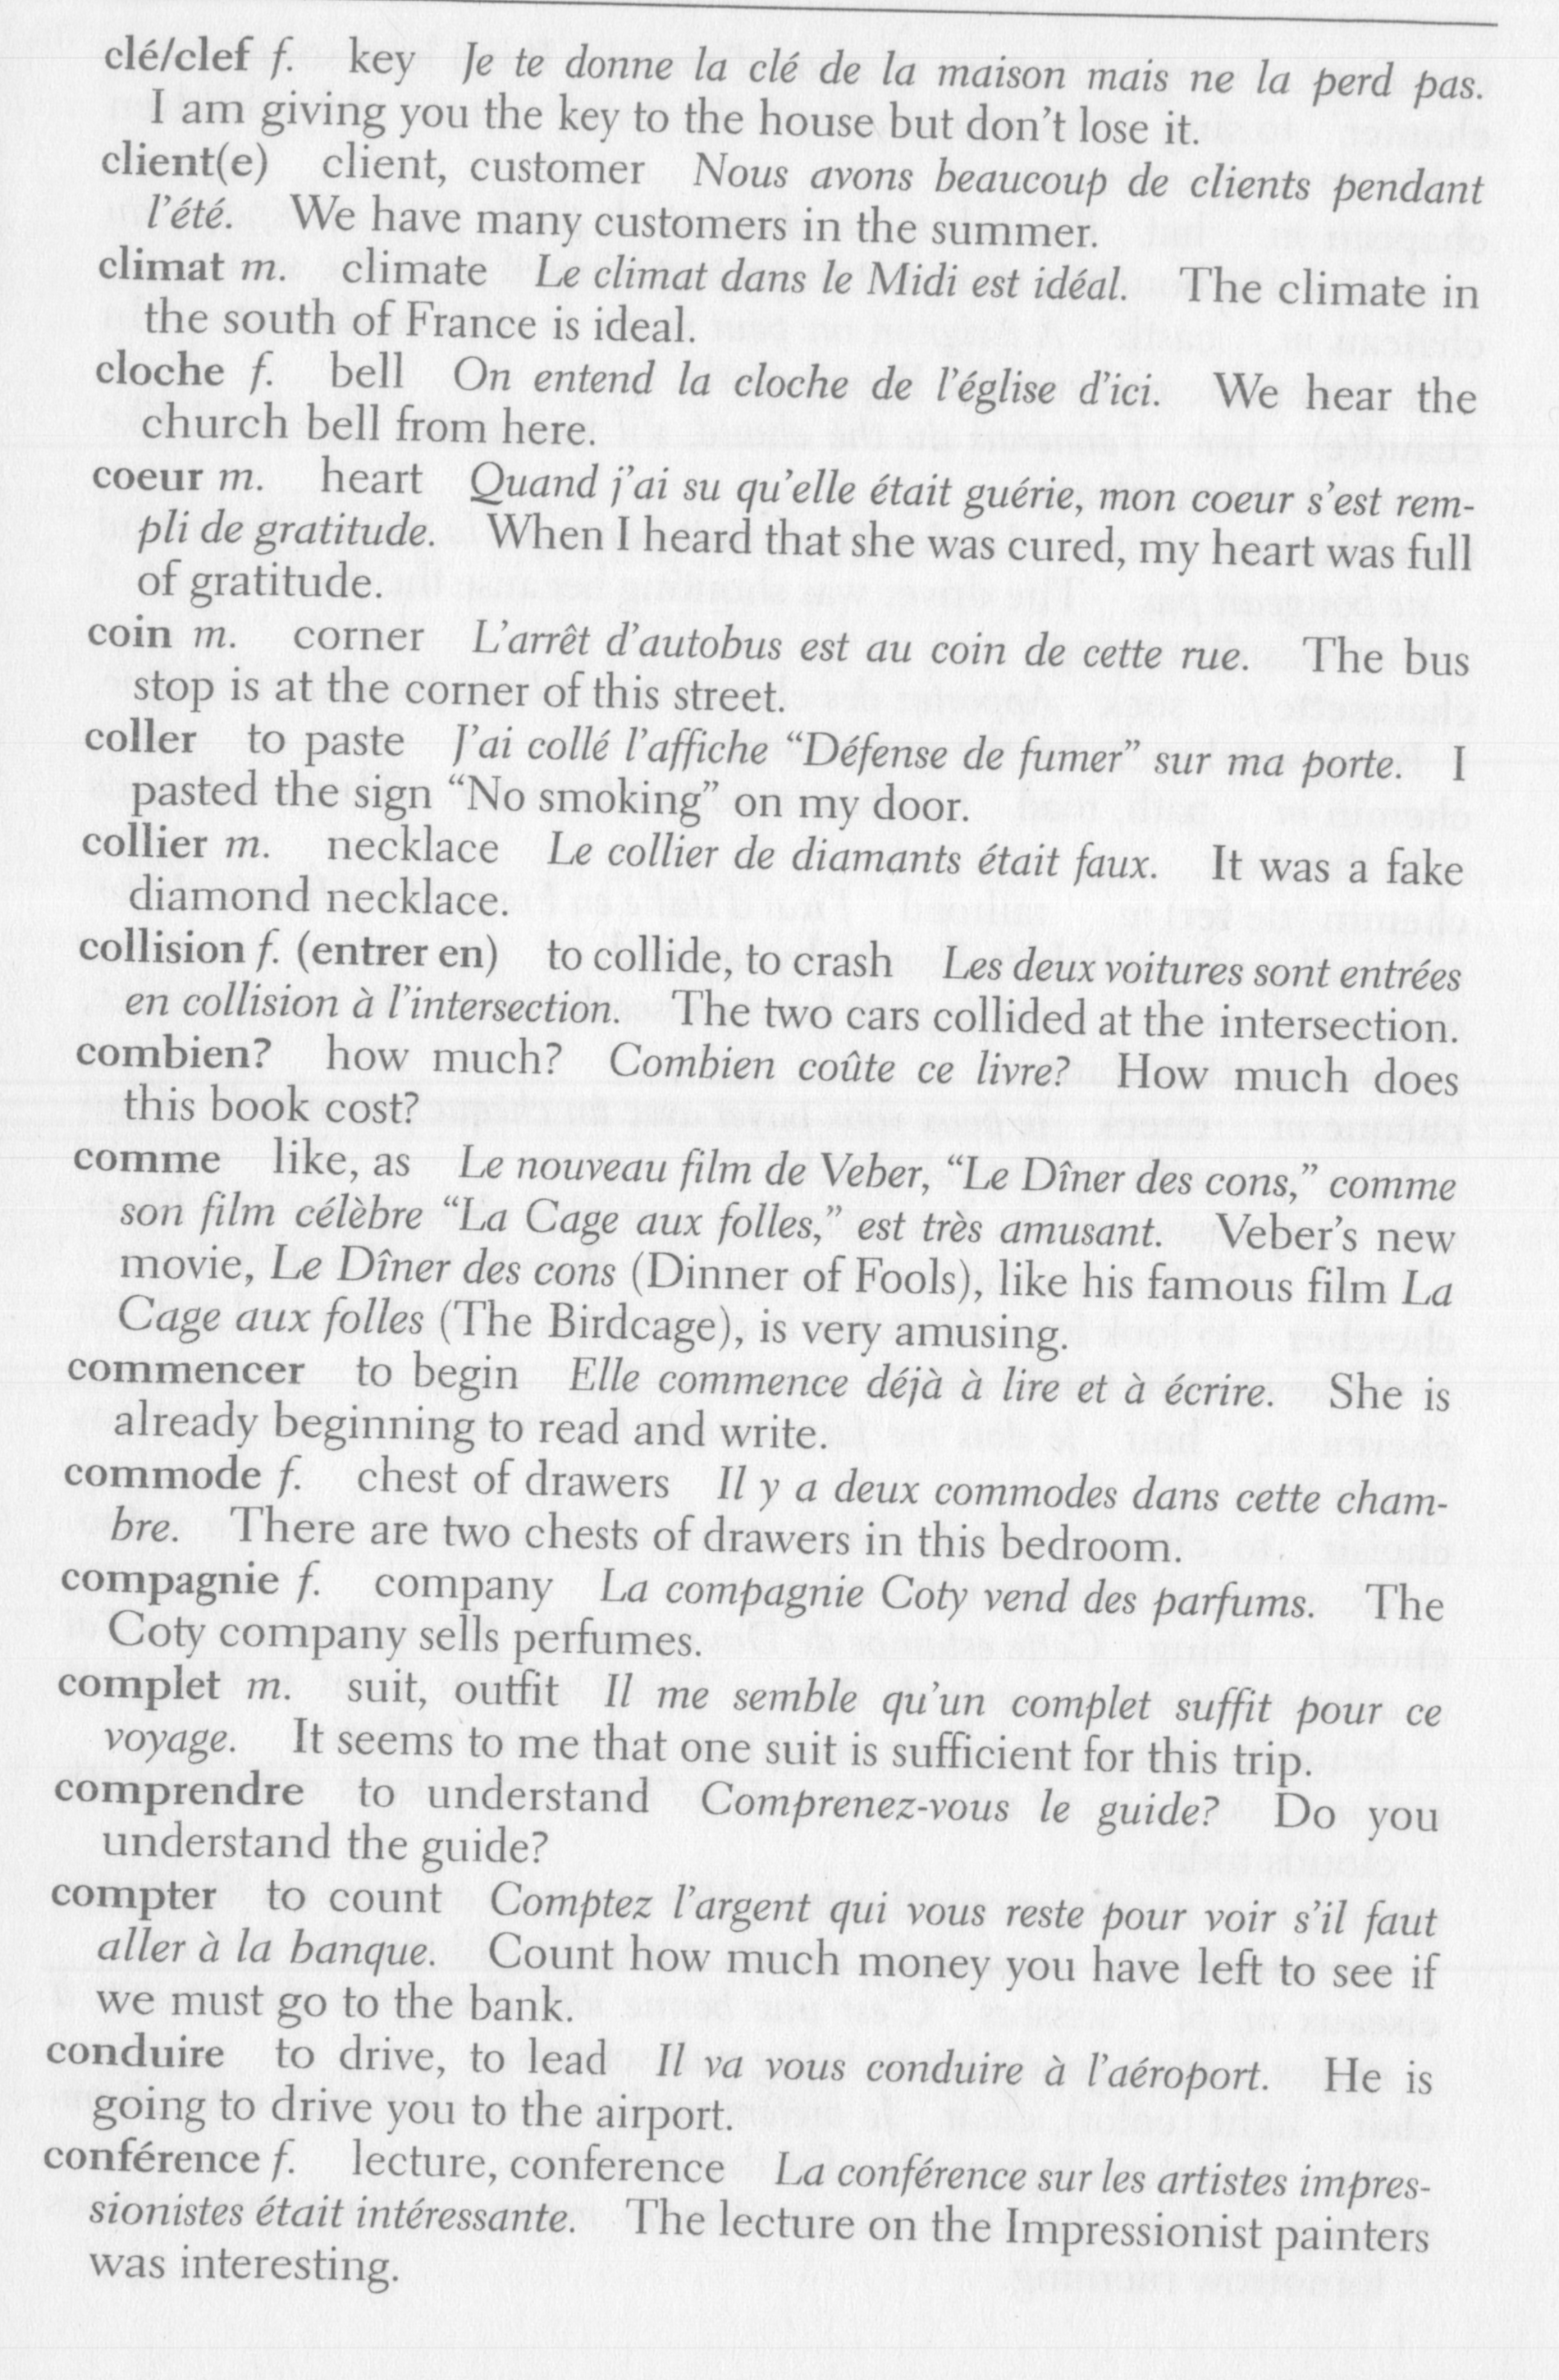 clé/clef f. key Je te donne la clé de la maison mais ne la perd pas.
I am giving you the key to the house but don't lose it.
client(e) client, customer Nous avons beaucoup de clients pendant
l'été. We have many customers in the summer.
climat m. climate Le climat dans le Midi est idéal. The climate in
the south of France is ideal.
cloche f. bell On entend la cloche de l'église d'ici. We hear the
church bell from here.
coeur m. heart Quand j'ai su qu'elle était guérie, mon coeur s'est rem-
pli de gratitude. When I heard that she was cured, my heart was full
of gratitude.
coin m. corner L'arrêt d'autobus est au coin de cette rue. The bus
stop is at the corner of this street.
coller to paste J'ai collé l'affiche “Défense de fumer” sur ma porte. I
pasted the sign “No smoking” on my door.
collier m. necklace Le collier de diamants était faux. It was a fake
diamond necklace.
collision f. (entrer en) to collide, to crash Les deux voitures sont entrées
en collision à l'intersection. The two cars collided at the intersection.
combien? how much? Combien coûte ce livre? How much does
this book cost?
comme like, as Le nouveau film de Veber, “Le Dîner des cons,” comme
son film célèbre “La Cage aux folles,” est très amusant. Veber's new
movie, Le Dîner des cons (Dinner of Fools), like his famous film La
Cage aux folles (The Birdcage), is very amusing.
commencer to begin Elle commence déjà à lire et à écrire. She is
already beginning to read and write.
commode f. chest of drawers Il y a deux commodes dans cette cham-
bre. There are two chests of drawers in this bedroom.
compagnie f. company La compagnie Coty vend des parfums. The
Coty company sells perfumes.
complet m. suit, outfit Il me semble qu'un complet suffit pour ce
voyage. It seems to me that one suit is sufficient for this trip.
comprendre to understand Comprenez-vous le guide? Do you
understand the guide?
compter to count Comptez l'argent qui vous reste pour voir s'il faut
aller à la banque. Count how much money you have left to see if
we must go to the bank.
conduire to drive, to lead Il va vous conduire à l'aéroport. He is
going to drive you to the airport.
conférence f. lecture, conference La conférence sur les artistes impres-
sionistes était intéressante. The lecture on the Impressionist painters
was interesting.